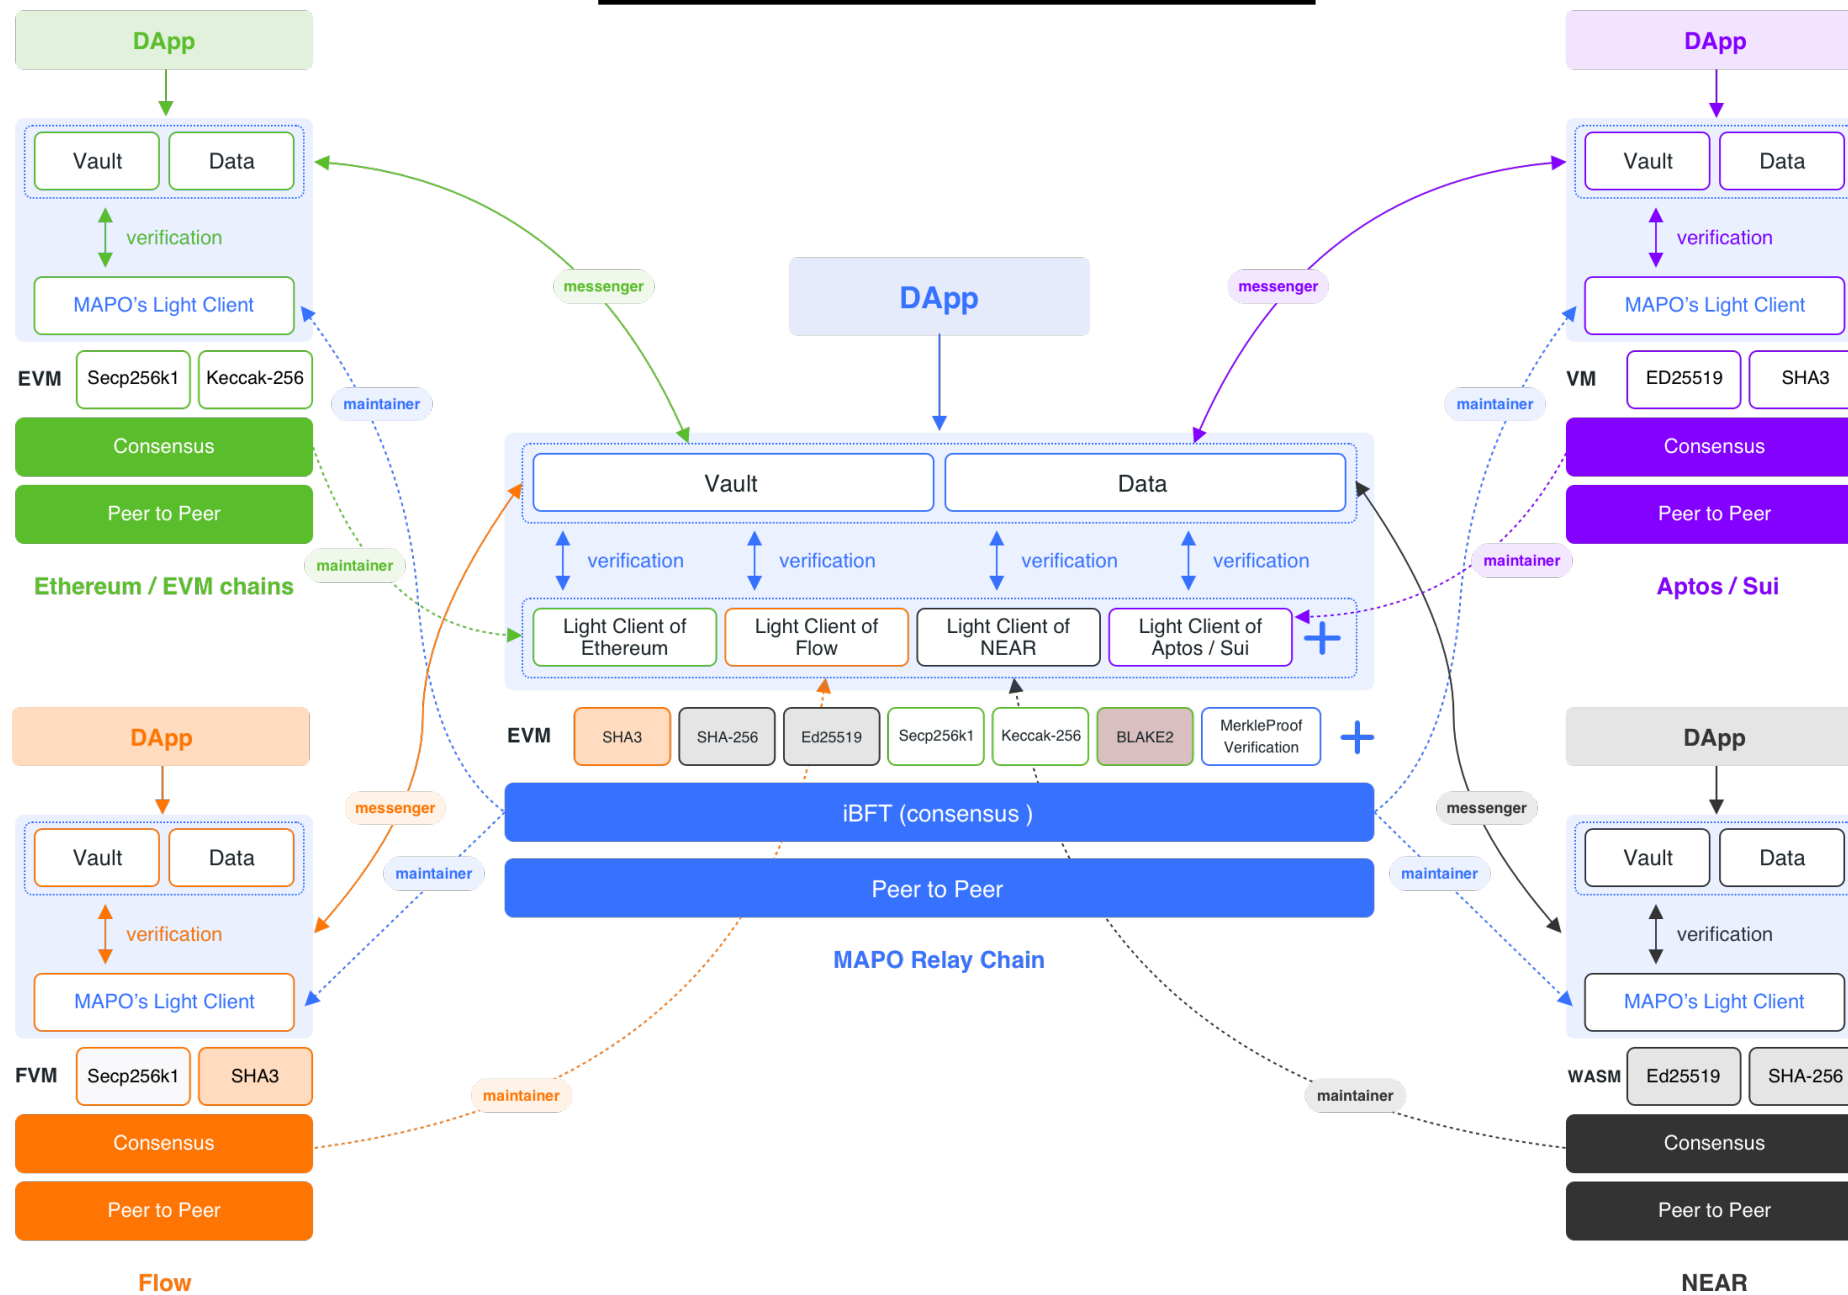 DApp
Vault
Data
verification
MAPO's Light Client
EVM
Secp256k1
Keccak-256
Consensus
Peer to Peer
Ethereum / EVM chains
messenger
maintainer
maintainer
DApp
Vault
Data
verification
MAPO's Light Client
VM
ED25519
SHA3
Consensus
Peer to Peer
Aptos / Sui
messenger
maintainer
maintainer
DApp
Vault
Data
verification
verification
verification
verification
Light Client of
Ethereum
Light Client of
Flow
Light Client of
NEAR
Light Client of
Aptos / Sui
EVM
SHA3
SHA-256
Ed25519
Secp256k1
Keccak-256
BLAKE2
MerkleProof
Verification
iBFT (consensus )
Peer to Peer
MAPO Relay Chain
DApp
Vault
Data
verification
MAPO's Light Client
FVM
Secp256k1
SHA3
Consensus
Peer to Peer
Flow
messenger
maintainer
maintainer
DApp
Vault
Data
verification
MAPO's Light Client
WASM
Ed25519
SHA-256
Consensus
Peer to Peer
NEAR
messenger
maintainer
maintainer